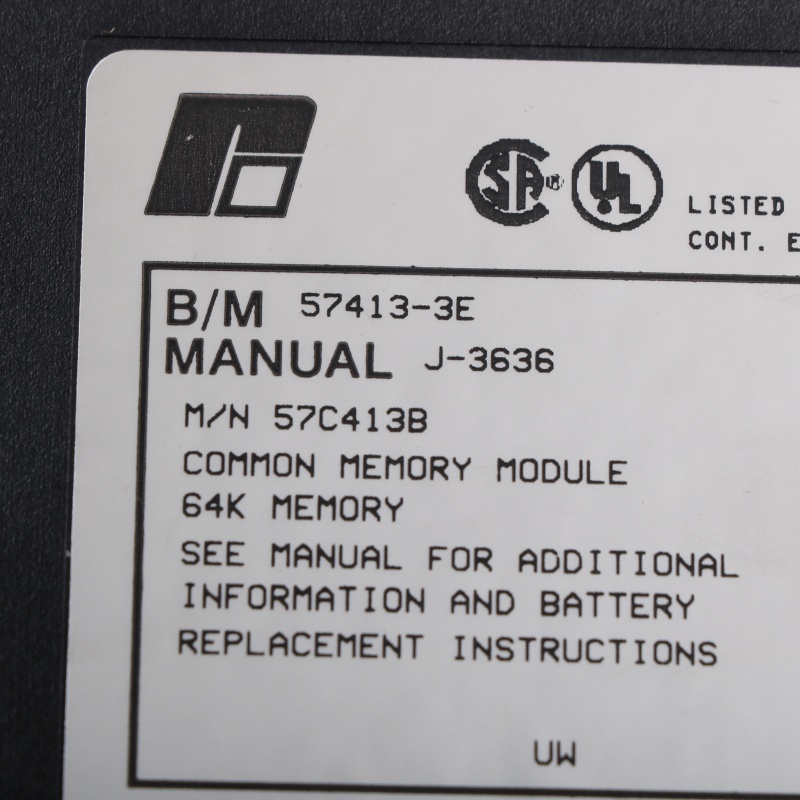 LISTED
CONT. E
B/M 57413-3E
MANUAL J-3636
M/N 57C413B
COMMON MEMORY MODULE
64K MEMORY
SEE MANUAL FOR ADDITIONAL
INFORMATION AND BATTERY
REPLACEMENT INSTRUCTIONS
UW